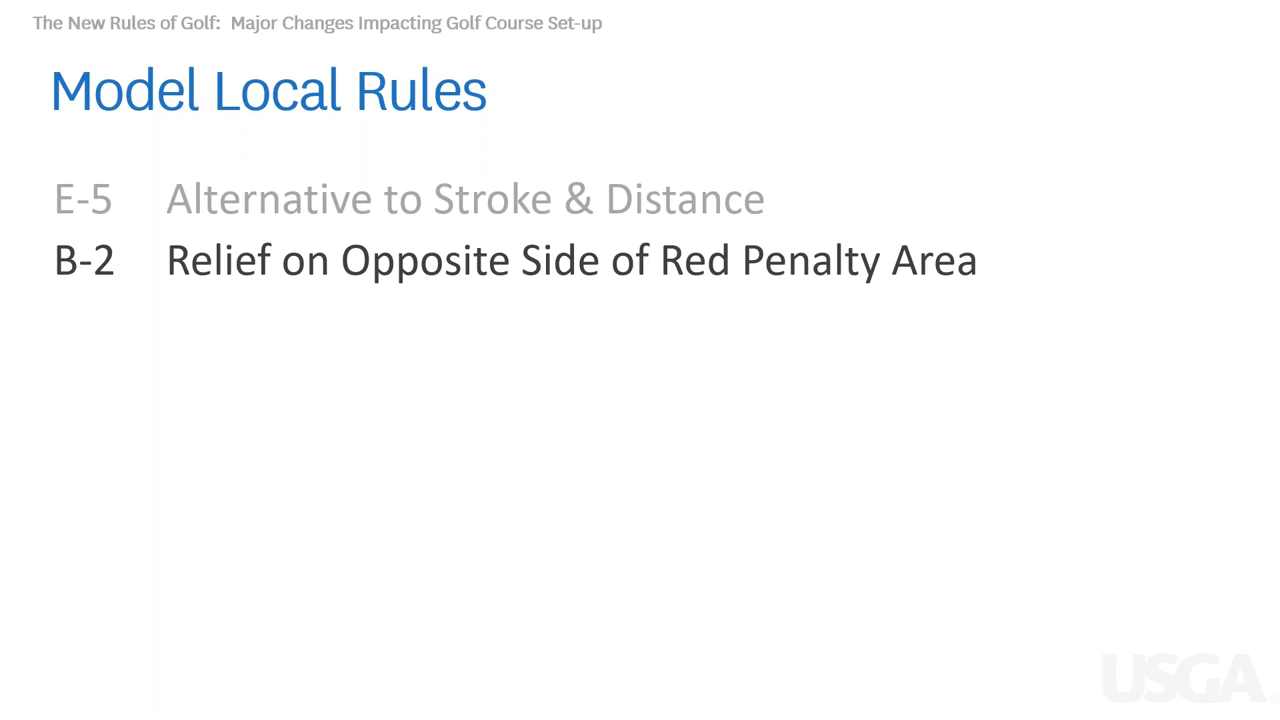 The New Rules of Golf: Major Changes Impacting Golf Course Set-up
Model Local Rules
E-5 Alternative to Stroke & Distance
B-2 Relief on Opposite Side of Red Penalty Area
USGA